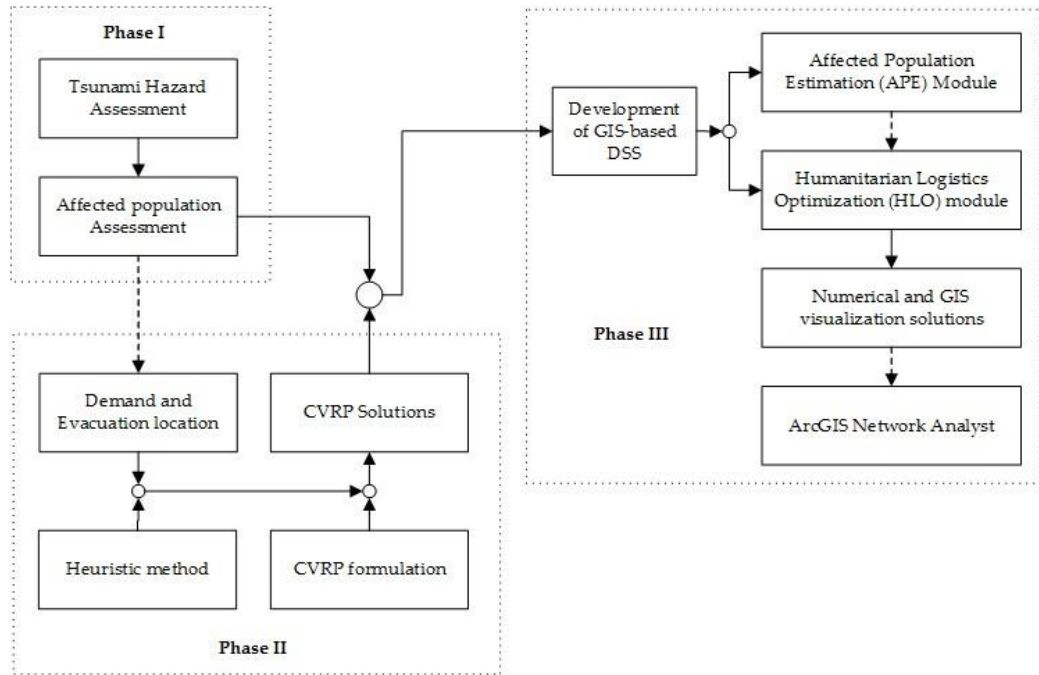 Phase I
Tsunami Hazard
Assessment
Affected population
Assessment
Demand and
Evacuation location
CVRP Solutions
Heuristic method
CVRP formulation
Phase II
Development
of GIS-based
DSS
Affected Population
Estimation (APE) Module
Humanitarian Logistics
Optimization (HLO) module
Numerical and GIS
visualization solutions
Phase III
ArcGIS Network Analyst